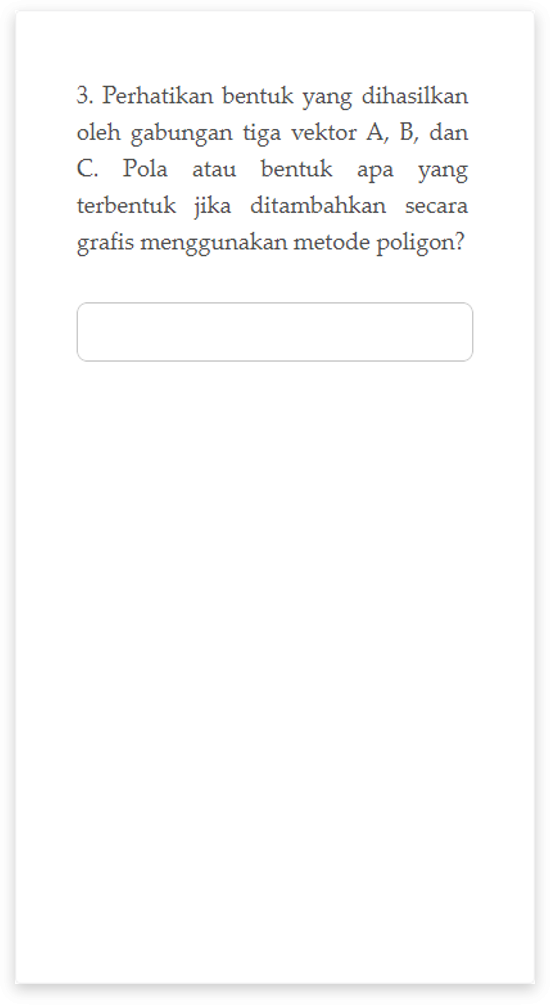 3. Perhatikan bentuk yang dihasilkan
oleh gabungan tiga vektor A, B, dan
C. Pola atau bentuk apa yang
terbentuk jika ditambahkan secara
grafis menggunakan metode poligon?